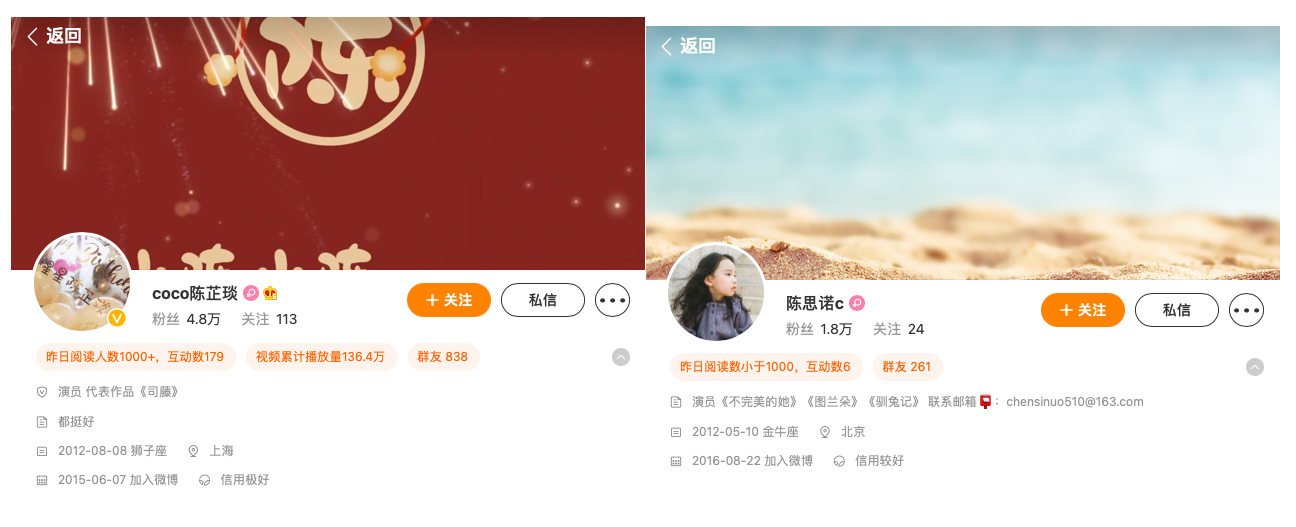 返回
陈
小陈小陈
coco陈芷琰
粉丝 4.8万 关注 113
+ 关注
私信
昨日阅读人数1000+，互动数179
视频累计播放量136.4万
群友 838
演员 代表作品《司藤》
都挺好
2012-08-08 狮子座 上海
2015-06-07 加入微博 信用极好
返回
陈思诺c
粉丝 1.8万 关注 24
+ 关注
私信
昨日阅读数小于1000，互动数6
群友 261
演员《不完美的她》《图兰朵》《驯兔记》 联系邮箱📮：chensinuo510@163.com
2012-05-10 金牛座 北京
2016-08-22 加入微博 信用较好